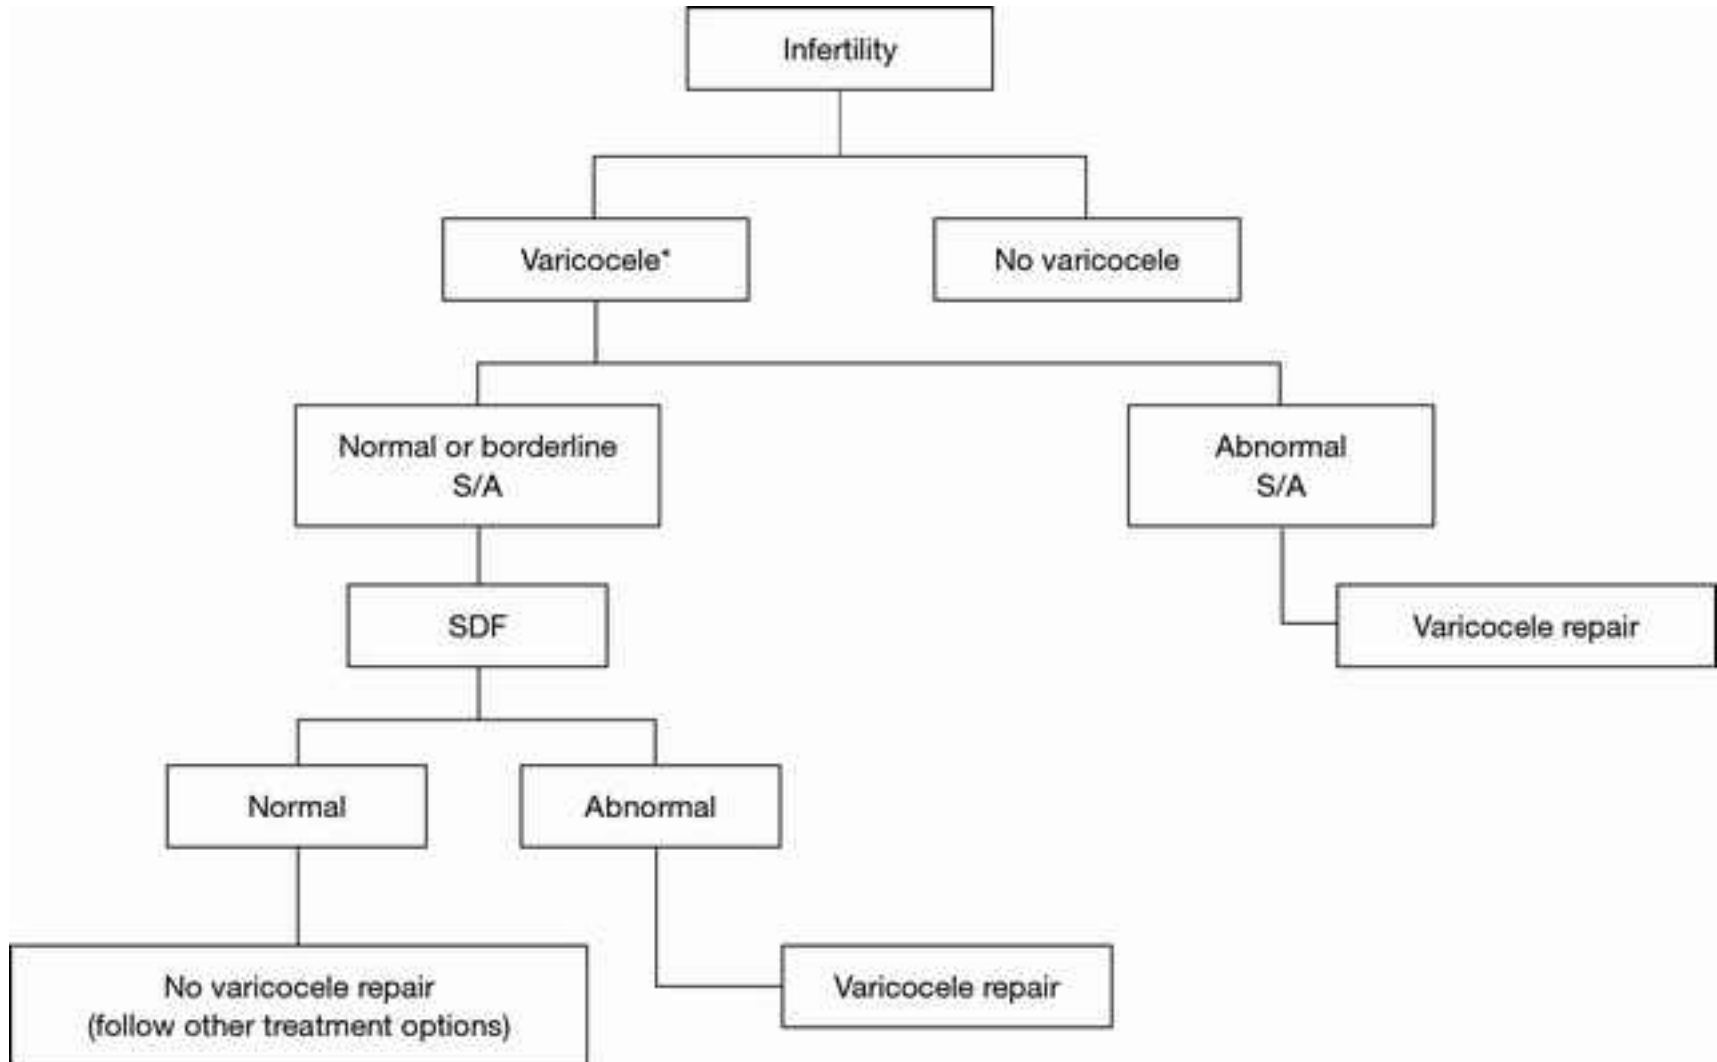 Infertility
Varicocele*
No varicocele
Normal or borderline
S/A
Abnormal
S/A
SDF
Varicocele repair
Normal
Abnormal
No varicocele repair
(follow other treatment options)
Varicocele repair